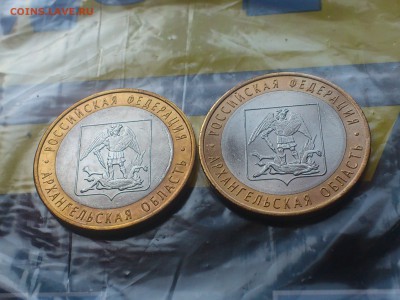 COINS.LAVE.RU
РОССИЙСКАЯ ФЕДЕРАЦИЯ
АРХАНГЕЛЬСКАЯ ОБЛАСТЬ
РОССИЙСКАЯ ФЕДЕРАЦИЯ
АРХАНГЕЛЬСКАЯ ОБЛАСТЬ